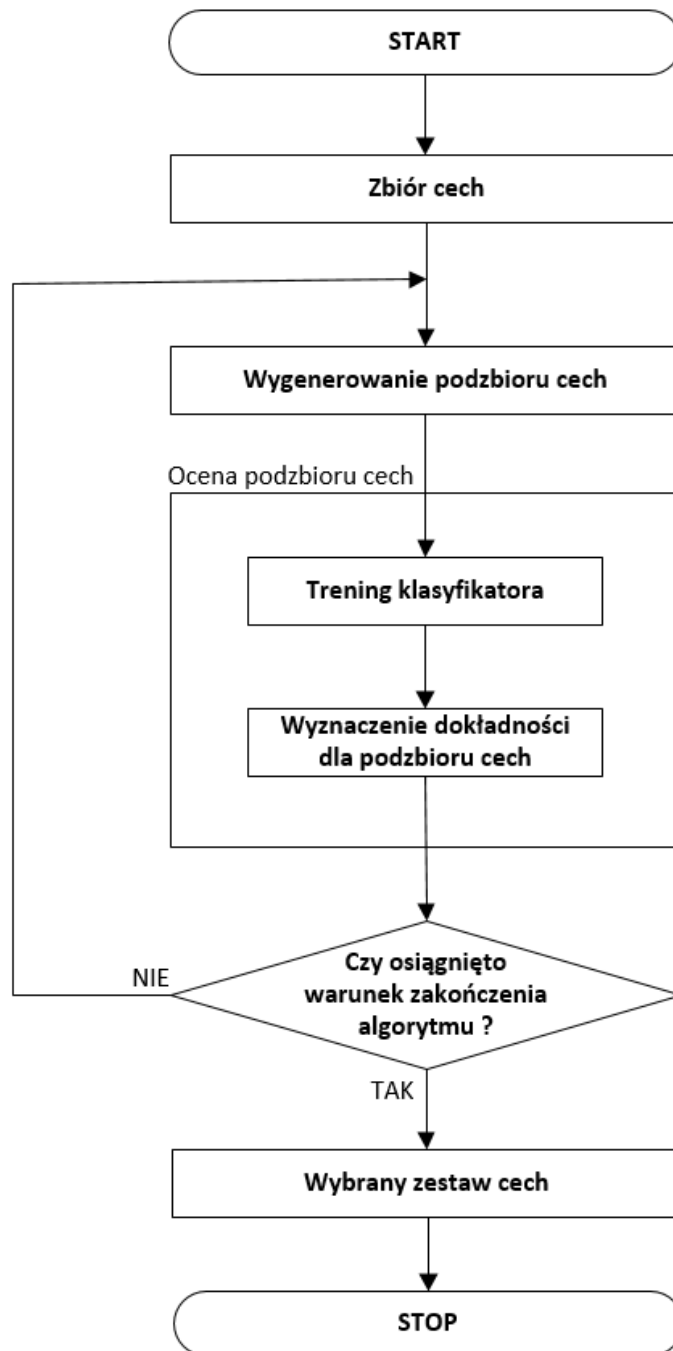 START
Zbiór cech
Wygenerowanie podzbioru cech
Ocena podzbioru cech
Trening klasyfikatora
Wyznaczenie dokładności
dla podzbioru cech
Czy osiągnięto
warunek zakończenia
algorytmu ?
NIE
TAK
Wybrany zestaw cech
STOP